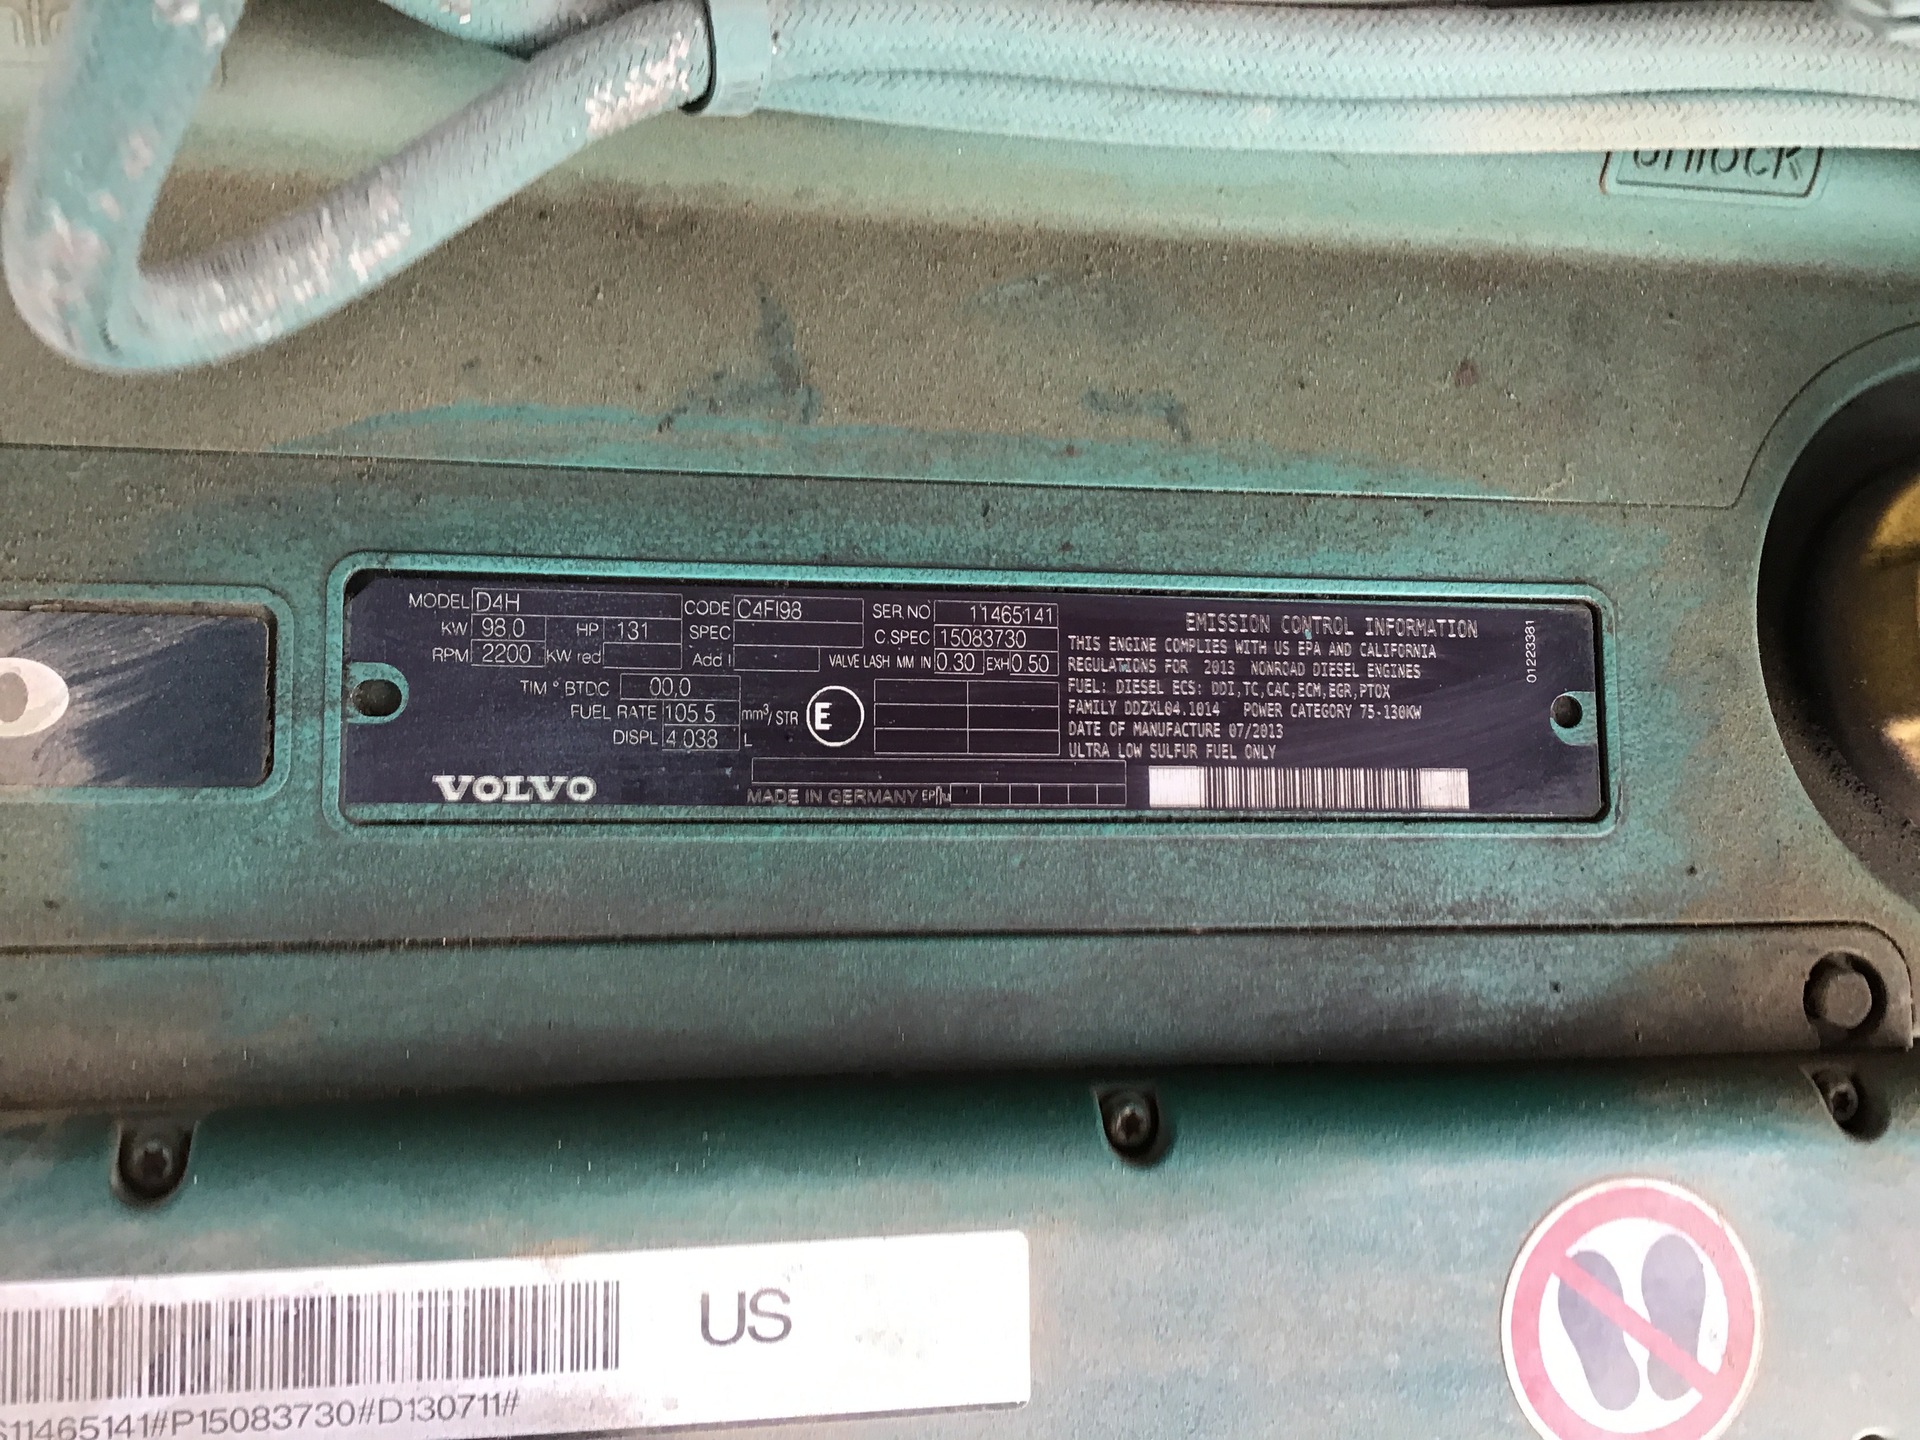 unlock
MODEL D4H CODE C4FI98 SER. NO 11465141
KW 98.0 HP 131 SPEC C.SPEC 15083730
RPM 2200 KW red Add I VALVE LASH MM IN 0.30 EXH 0.50
TIM ° BTDC 00,0
FUEL RATE 105 5 mm³/ STR
DISPL 4 038 L
E
VOLVO
MADE IN GERMANY
EMISSION CONTROL INFORMATION
THIS ENGINE COMPLIES WITH US EPA AND CALIFORNIA
REGULATIONS FOR 2013 NONROAD DIESEL ENGINES
FUEL: DIESEL ECS: DDI,TC,CAC,ECM,EGR,PTOX
FAMILY DDZXL04.1014 POWER CATEGORY 75-130KW
DATE OF MANUFACTURE 07/2013
ULTRA LOW SULFUR FUEL ONLY
01223381
US
S11465141#P15083730#D130711#